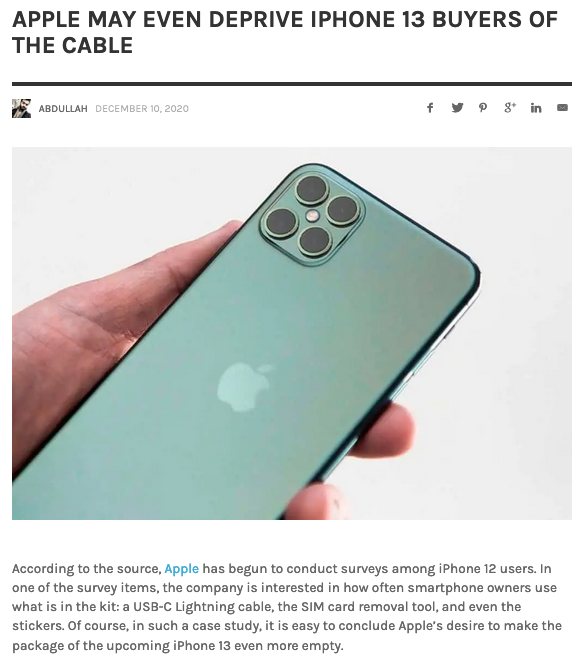 APPLE MAY EVEN DEPRIVE IPHONE 13 BUYERS OF
THE CABLE
ABDULLAH DECEMBER 10, 2020
According to the source, Apple has begun to conduct surveys among iPhone 12 users. In
one of the survey items, the company is interested in how often smartphone owners use
what is in the kit: a USB-C Lightning cable, the SIM card removal tool, and even the
stickers. Of course, in such a case study, it is easy to conclude Apple's desire to make the
package of the upcoming iPhone 13 even more empty.